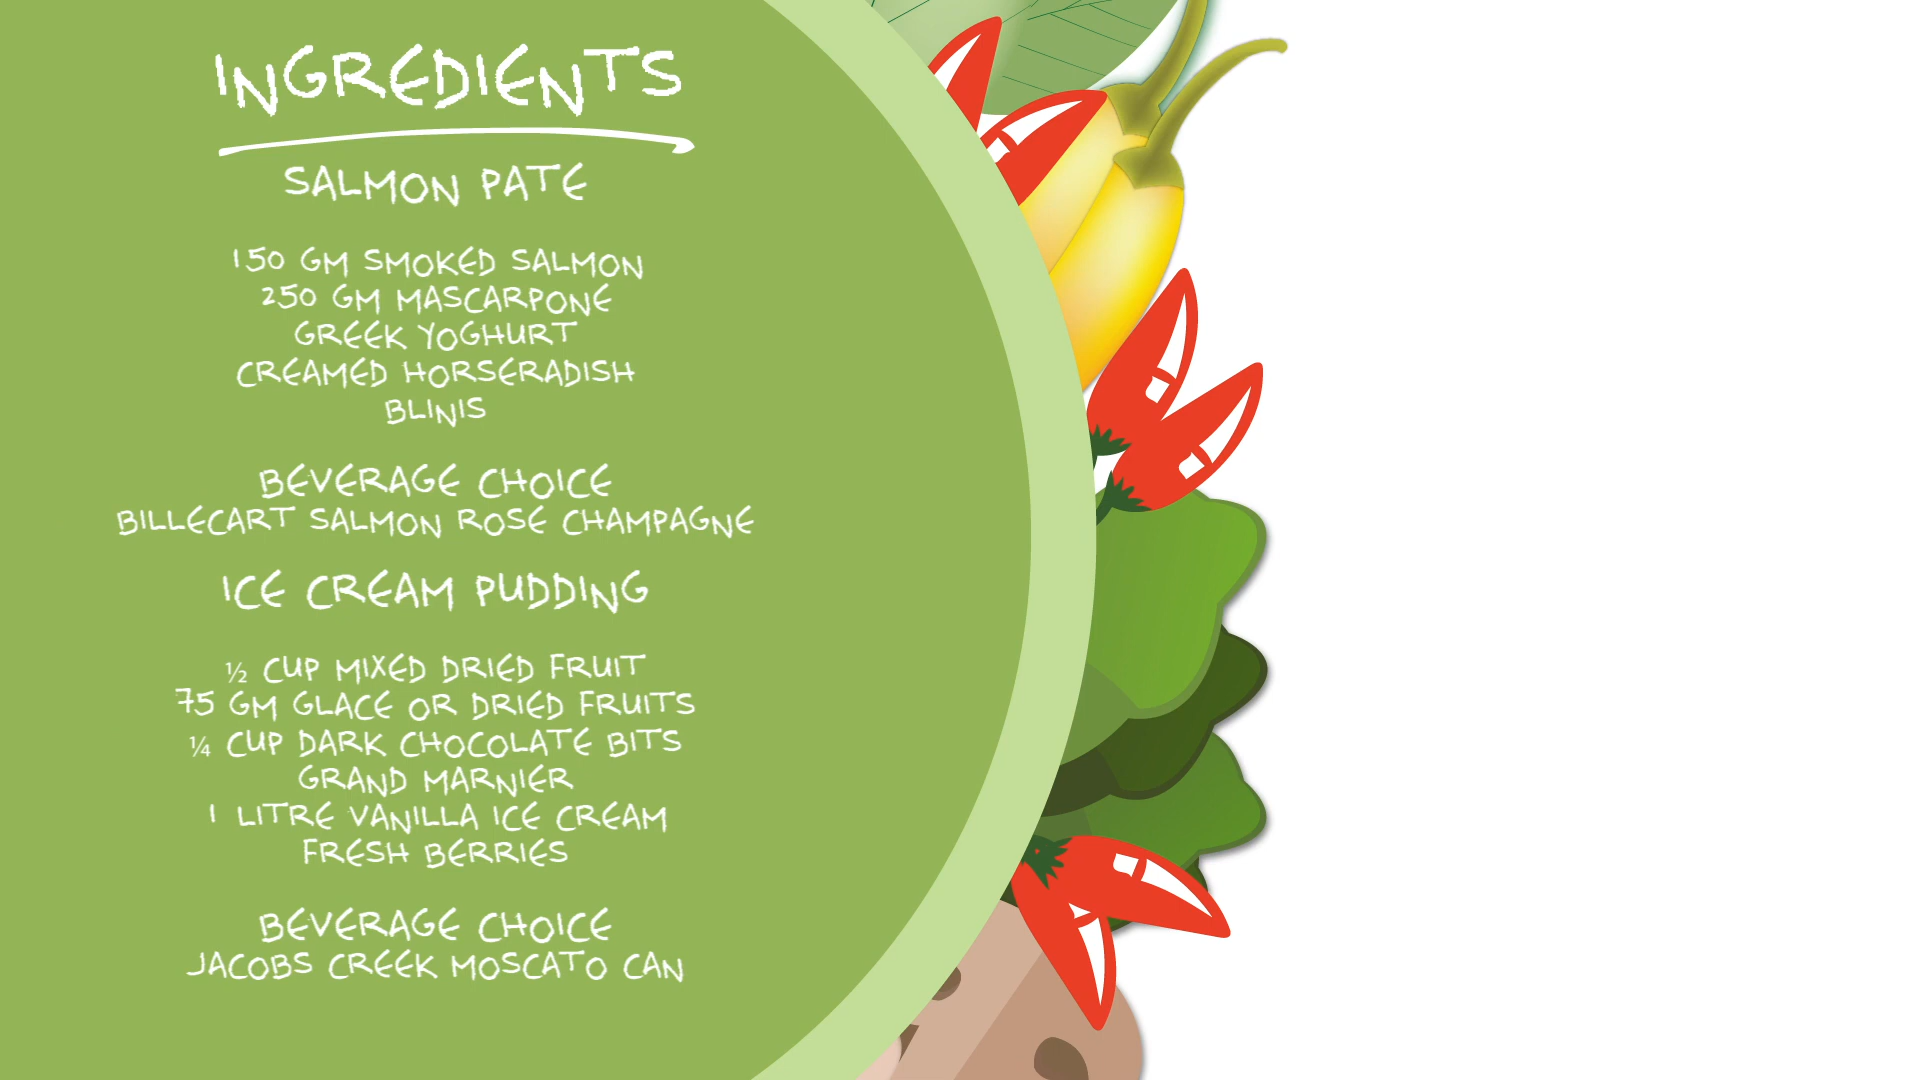 INGREDIENTS
SALMON PATE
150 GM SMOKED SALMON
250 GM MASCARPONE
GREEK YOGHURT
CREAMED HORSERADISH
BLINIS
BEVERAGE CHOICE
BILLECART SALMON ROSE CHAMPAGNE
ICE CREAM PUDDING
½ CUP MIXED DRIED FRUIT
75 GM GLACE OR DRIED FRUITS
¼ CUP DARK CHOCOLATE BITS
GRAND MARNIER
1 LITRE VANILLA ICE CREAM
FRESH BERRIES
BEVERAGE CHOICE
JACOBS CREEK MOSCATO CAN